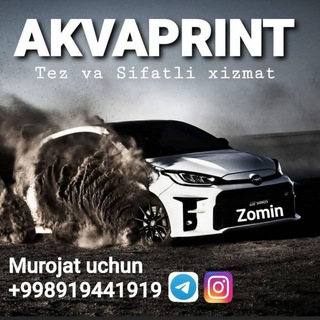 AKVAPRINT
Tez va Sifatli xizmat
Zomin
Murojat uchun
+998919441919